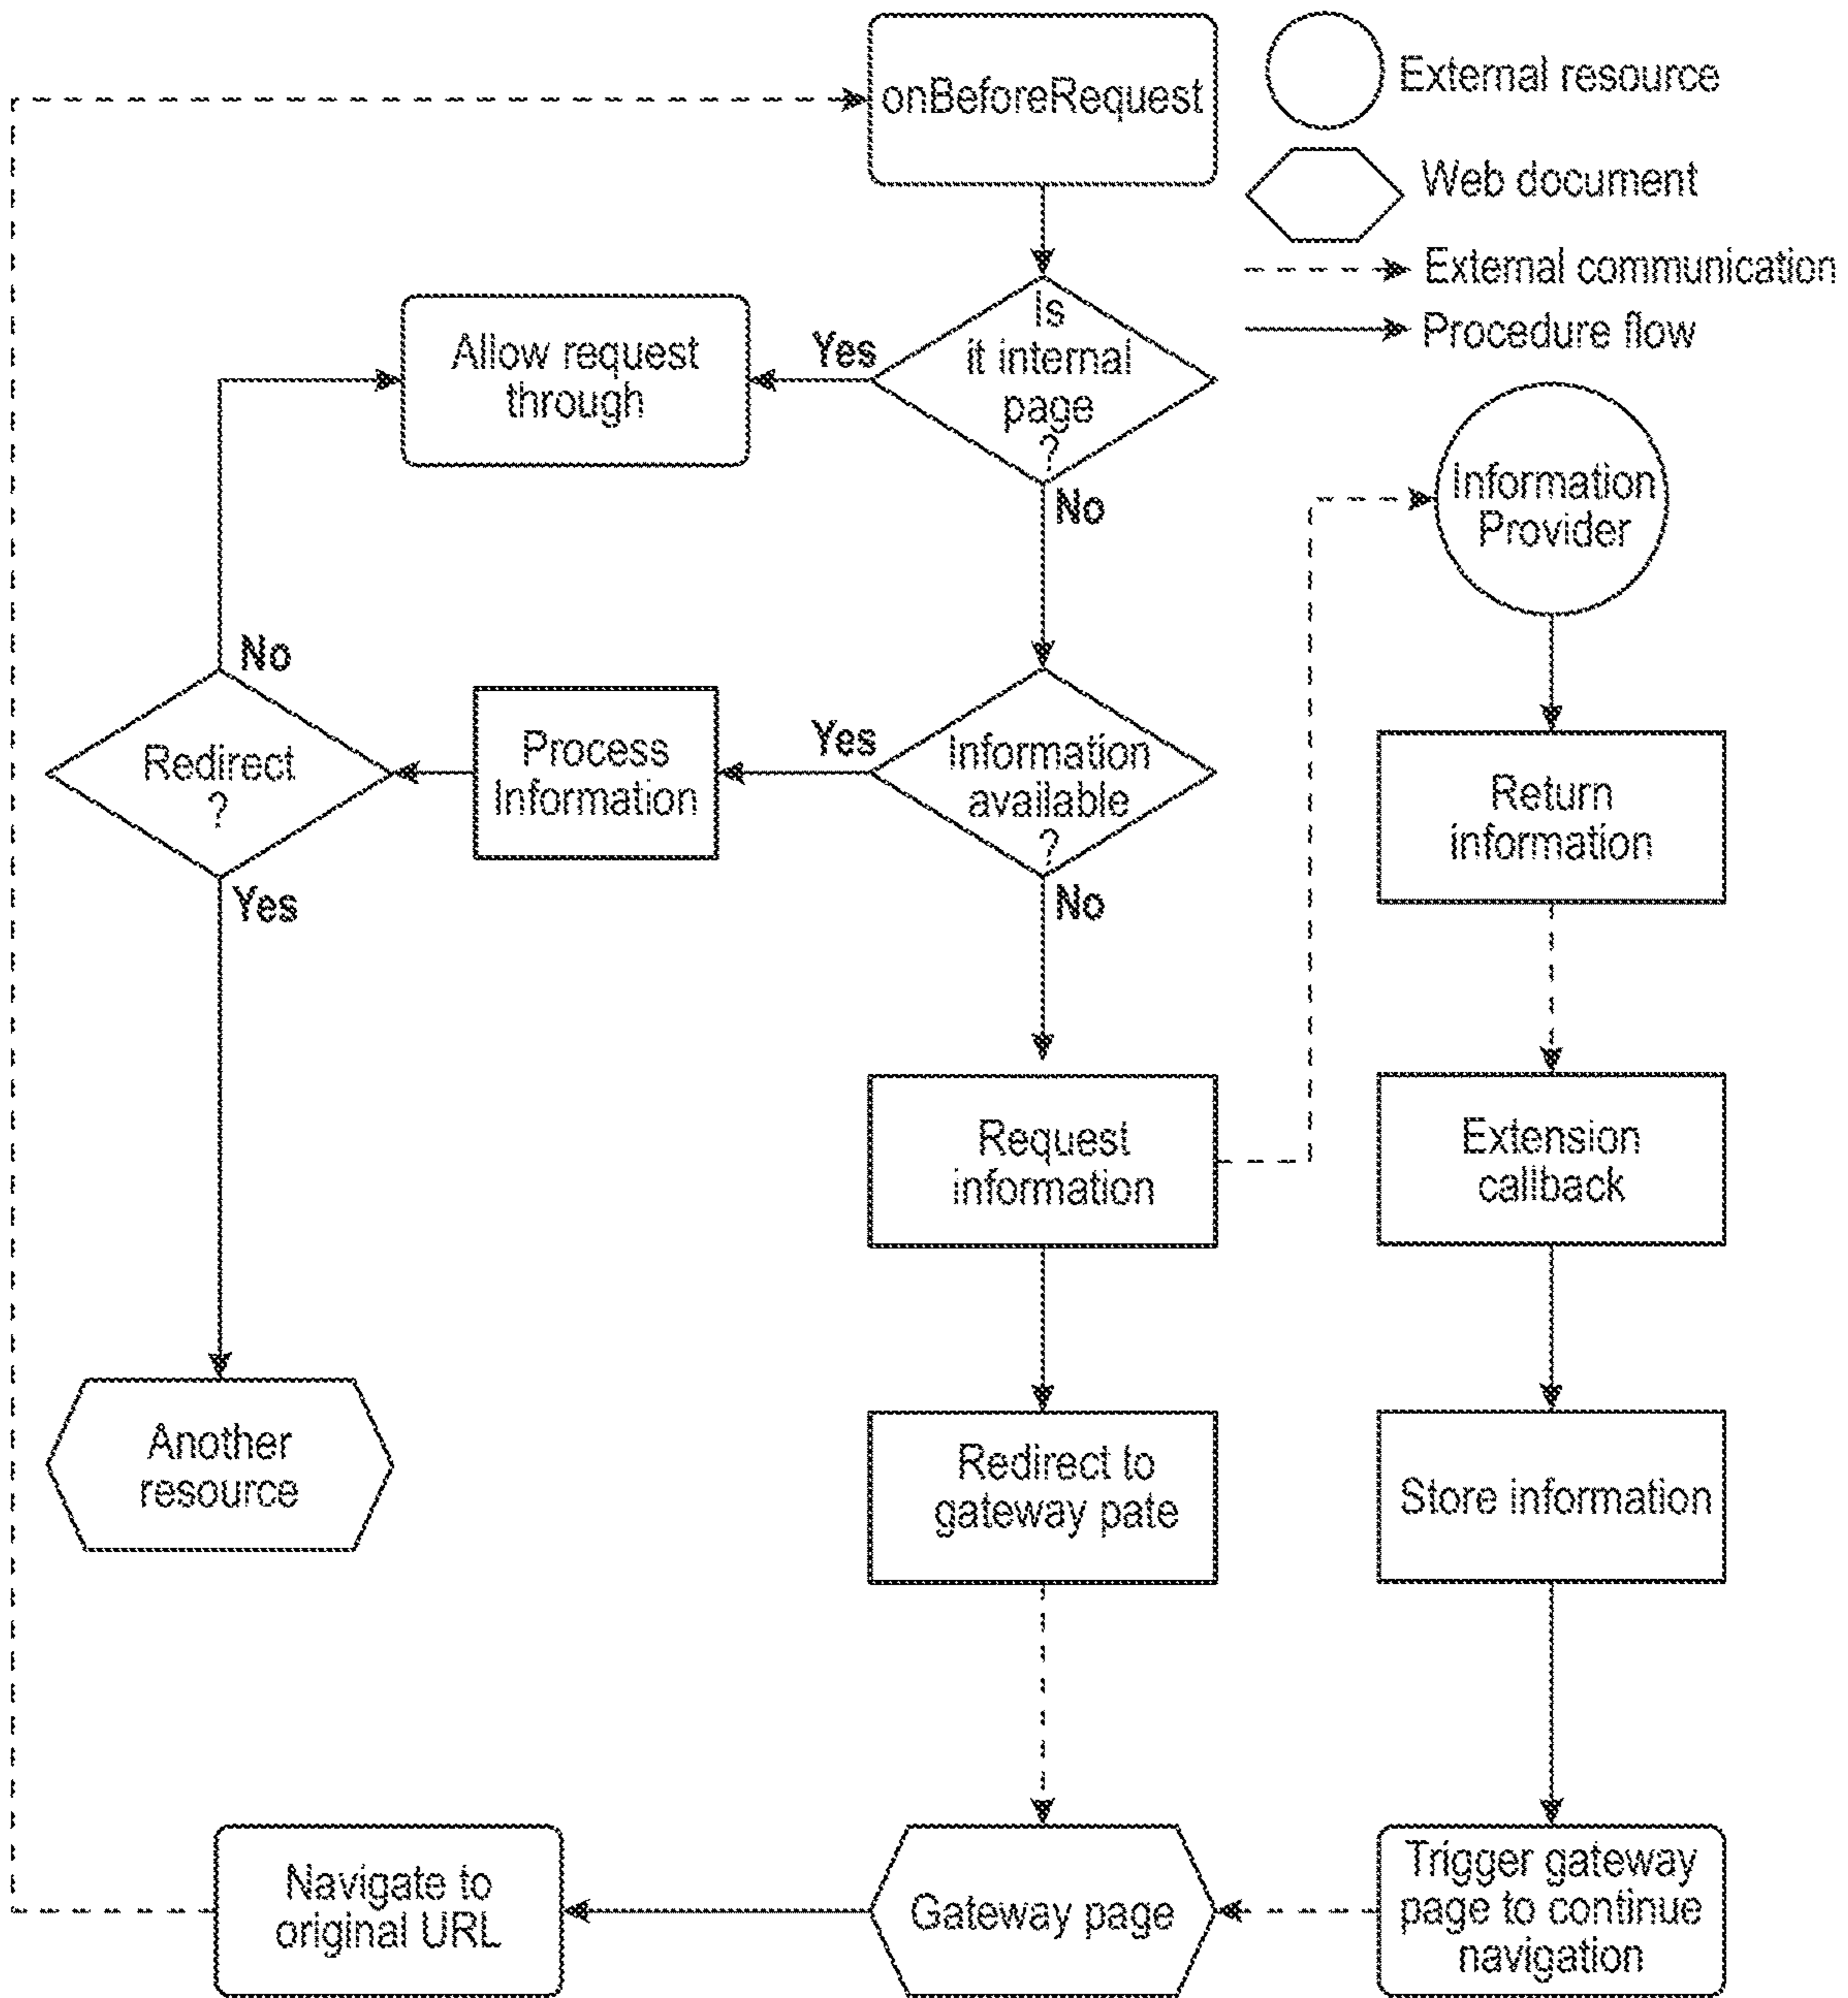 onBeforeRequest
External resource
Web document
External communication
Procedure flow
Is
it internal
page
?
Yes
No
Allow request
through
Information
Provider
No
Redirect
?
Yes
Process
Information
Yes
Information
available
?
No
Return
information
Request
information
Extension
callback
Another
resource
Redirect to
gateway pate
Store information
Navigate to
original URL
Gateway page
Trigger gateway
page to continue
navigation